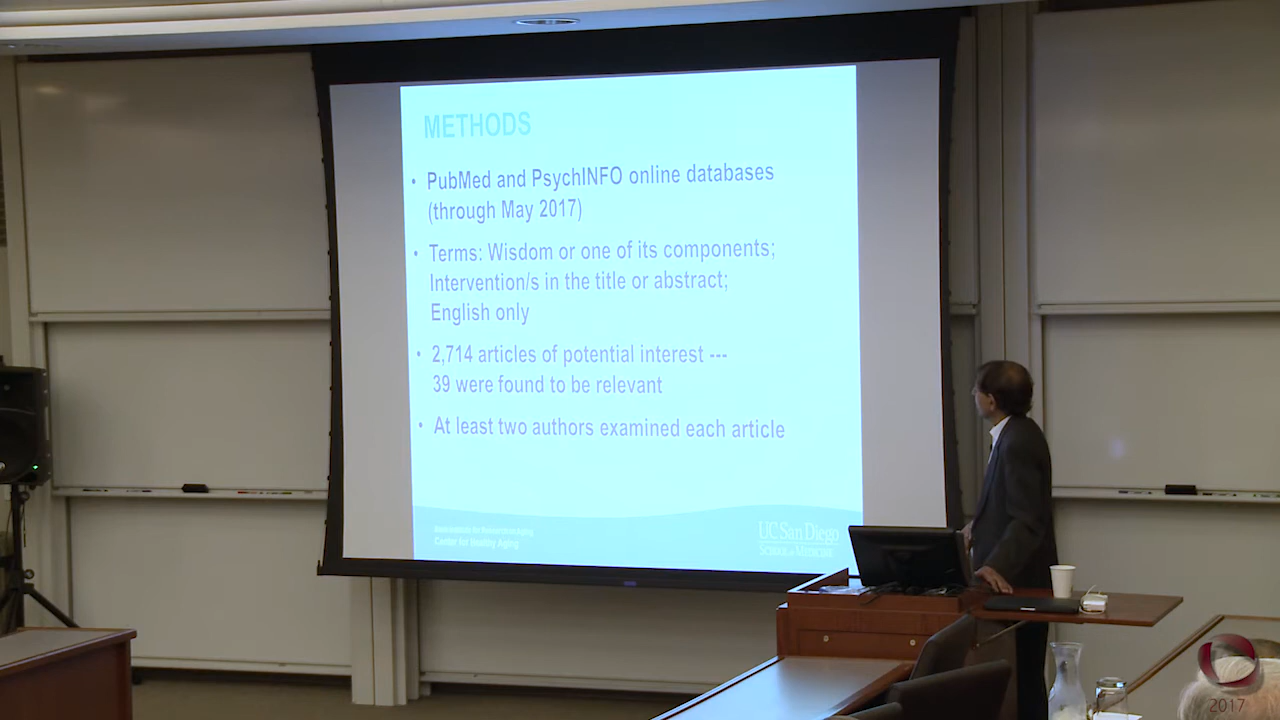 METHODS
• PubMed and PsychINFO online databases
(through May 2017)
• Terms: Wisdom or one of its components;
Intervention/s in the title or abstract;
English only
• 2,714 articles of potential interest ---
39 were found to be relevant
• At least two authors examined each article
Center for Healthy Aging
UC San Diego
SCHOOL OF MEDICINE
2017